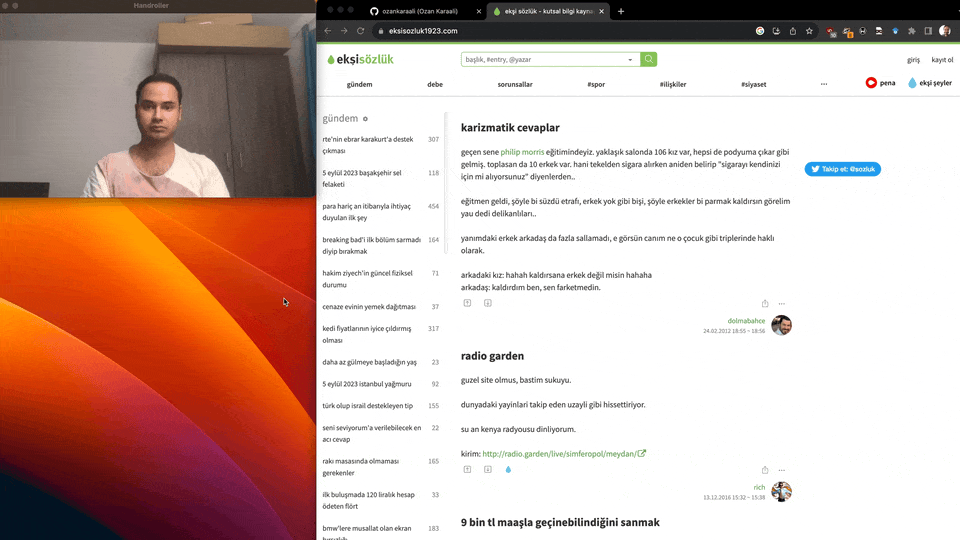 Handroller
ozankaraali (Ozan Karaali)
ekşi sözlük - kutsal bilgi kayna
eksisozluk1923.com
ekşisözlük
başlık, #entry, @yazar
giriş
kayıt ol
gündem
debe
sorunsallar
#spor
#ilişkiler
#siyaset
...
pena
ekşi şeyler
gündem
rte'nin ebrar karakurt'a destek 307
çıkması
5 eylül 2023 başakşehir sel 118
felaketi
para hariç an itibarıyla ihtiyaç 454
duyulan ilk şey
breaking bad'i ilk bölüm sarmadı 164
diyip bırakmak
hakim ziyech'in güncel fiziksel 71
durumu
cenaze evinin yemek dağıtması 37
kedi fiyatlarının iyice çıldırmış 317
olması
daha az gülmeye başladığın yaş 23
5 eylül 2023 istanbul yağmuru 92
türk olup israil destekleyen tip 155
seni seviyorum'a verilebilecek en 22
acı cevap
rakı masasında olmaması 165
gerekenler
ilk buluşmada 120 liralık hesap 33
ödeten flört
bmw'lere musallat olan ekran 183
karizmatik cevaplar
geçen sene philip morris eğitimindeyiz. yaklaşık salonda 106 kız var, hepsi de podyuma çıkar gibi
gelmiş. toplasan da 10 erkek var. hani tekelden sigara alırken aniden belirip "sigarayı kendinizi
için mi alıyorsunuz" diyenlerden..
eğitmen geldi, şöyle bi süzdü etrafı, erkek yok gibi bişi, şöyle erkekler bi parmak kaldırsın görelim
yau dedi delikanlıları..
yanımdaki erkek arkadaş da fazla sallamadı, e görsün canım ne o çocuk gibi triplerinde haklı
olarak.
arkadaki kız: hahah kaldırsana erkek değil misin hahaha
arkadaş: kaldırdım ben, sen farketmedin.
dolmabahce
24.02.2012 18:55 ~ 18:56
Takip et: @sozluk
radio garden
guzel site olmus, bastim sukuyu.
dunyadaki yayinlari takip eden uzayli gibi hissettiriyor.
su an kenya radyousu dinliyorum.
kirim: http://radio.garden/live/simferopol/meydan/
rich
13.12.2016 15:32 ~ 15:38
9 bin tl maaşla geçinebilindiğini sanmak